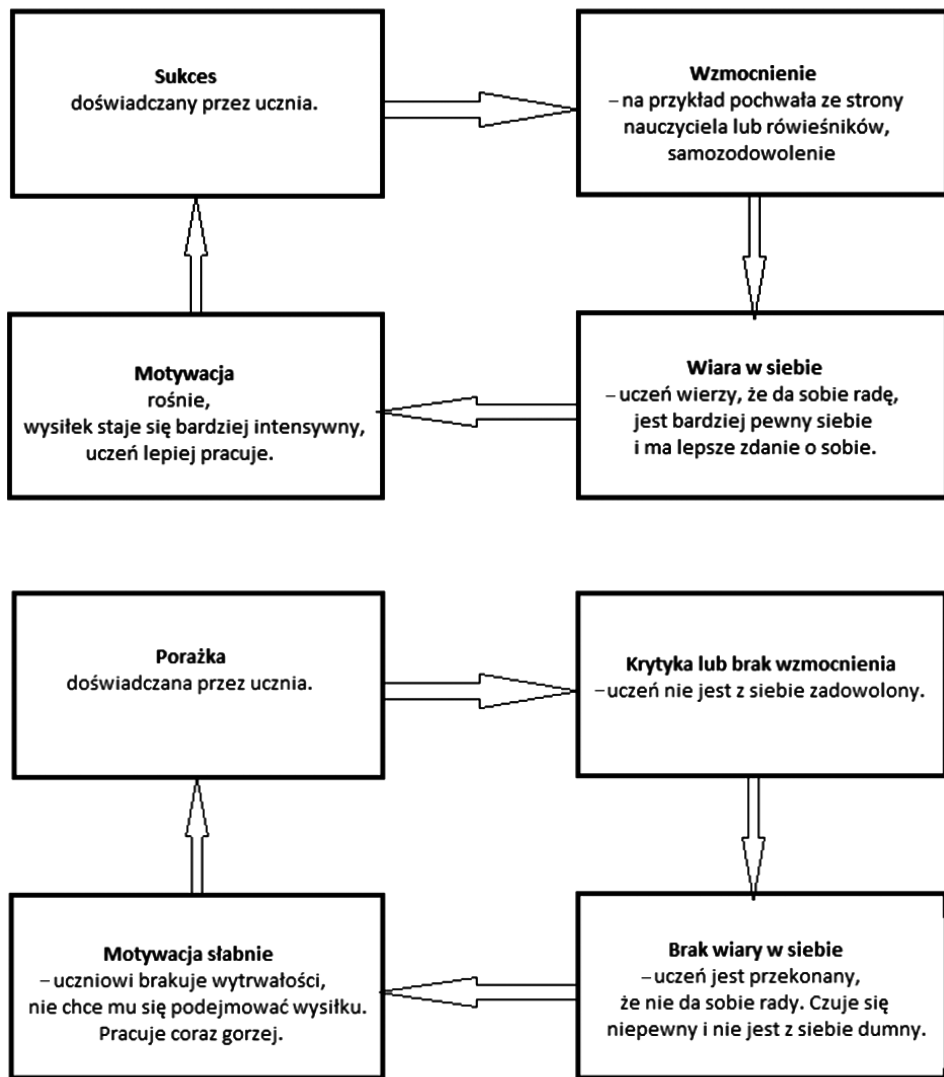 Sukces
doświadczany przez ucznia.
Wzmocnienie
– na przykład pochwała ze strony
nauczyciela lub rówieśników,
samozodowolenie
Motywacja
rośnie,
wysiłek staje się bardziej intensywny,
uczeń lepiej pracuje.
Wiara w siebie
– uczeń wierzy, że da sobie radę,
jest bardziej pewny siebie
i ma lepsze zdanie o sobie.
Porażka
doświadczana przez ucznia.
Krytyka lub brak wzmocnienia
– uczeń nie jest z siebie zadowolony.
Motywacja słabnie
– uczniowi brakuje wytrwałości,
nie chce mu się podejmować wysiłku.
Pracuje coraz gorzej.
Brak wiary w siebie
– uczeń jest przekonany,
że nie da sobie rady. Czuje się
niepewny i nie jest z siebie dumny.